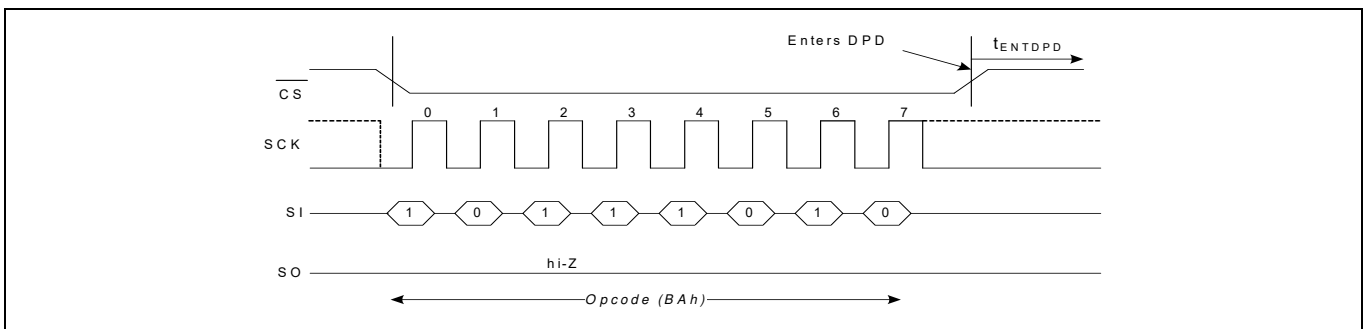 Enters DPD
tENTDPD
CS
0 1 2 3 4 5 6 7
SCK
SI 1 0 1 1 1 0 1 0
hi-Z
SO
Opcode (BAh)